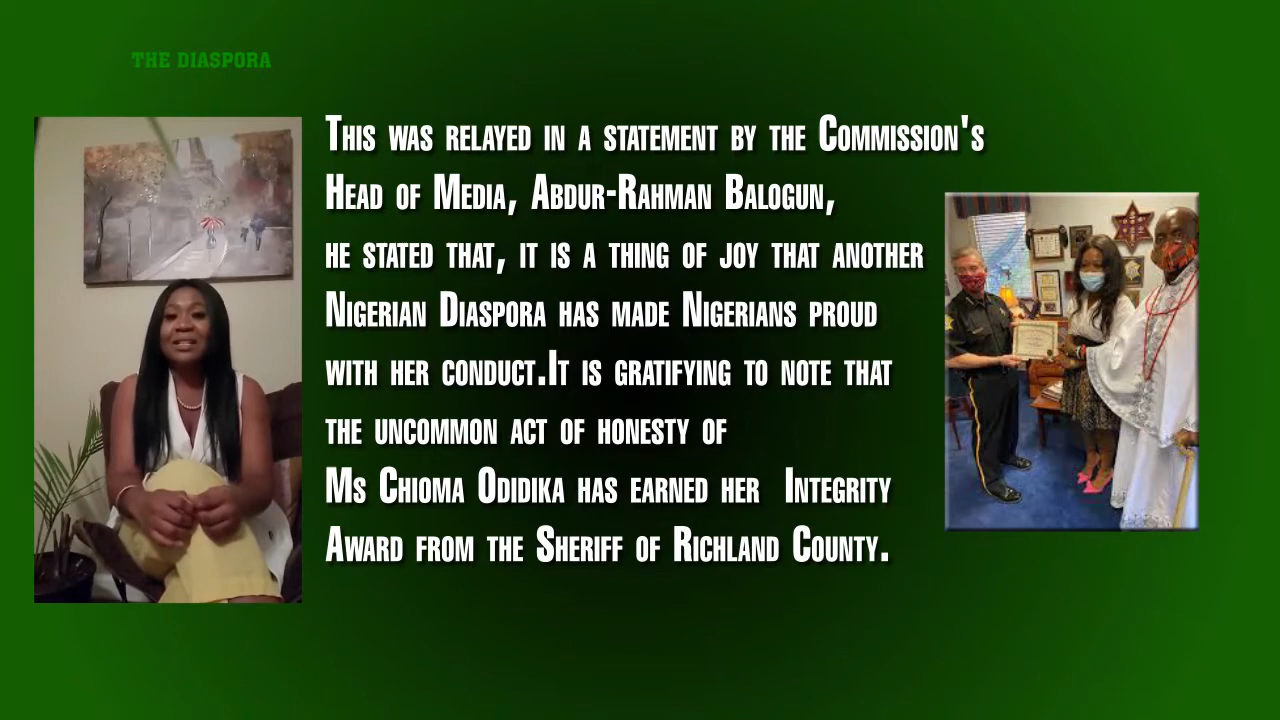 THE DIASPORA
This was relayed in a statement by the Commission's
Head of Media, Abdur-Rahman Balogun,
he stated that, it is a thing of joy that another
Nigerian Diaspora has made Nigerians proud
with her conduct.It is gratifying to note that
the uncommon act of honesty of
Ms Chioma Odidika has earned her  Integrity
Award from the Sheriff of Richland County.